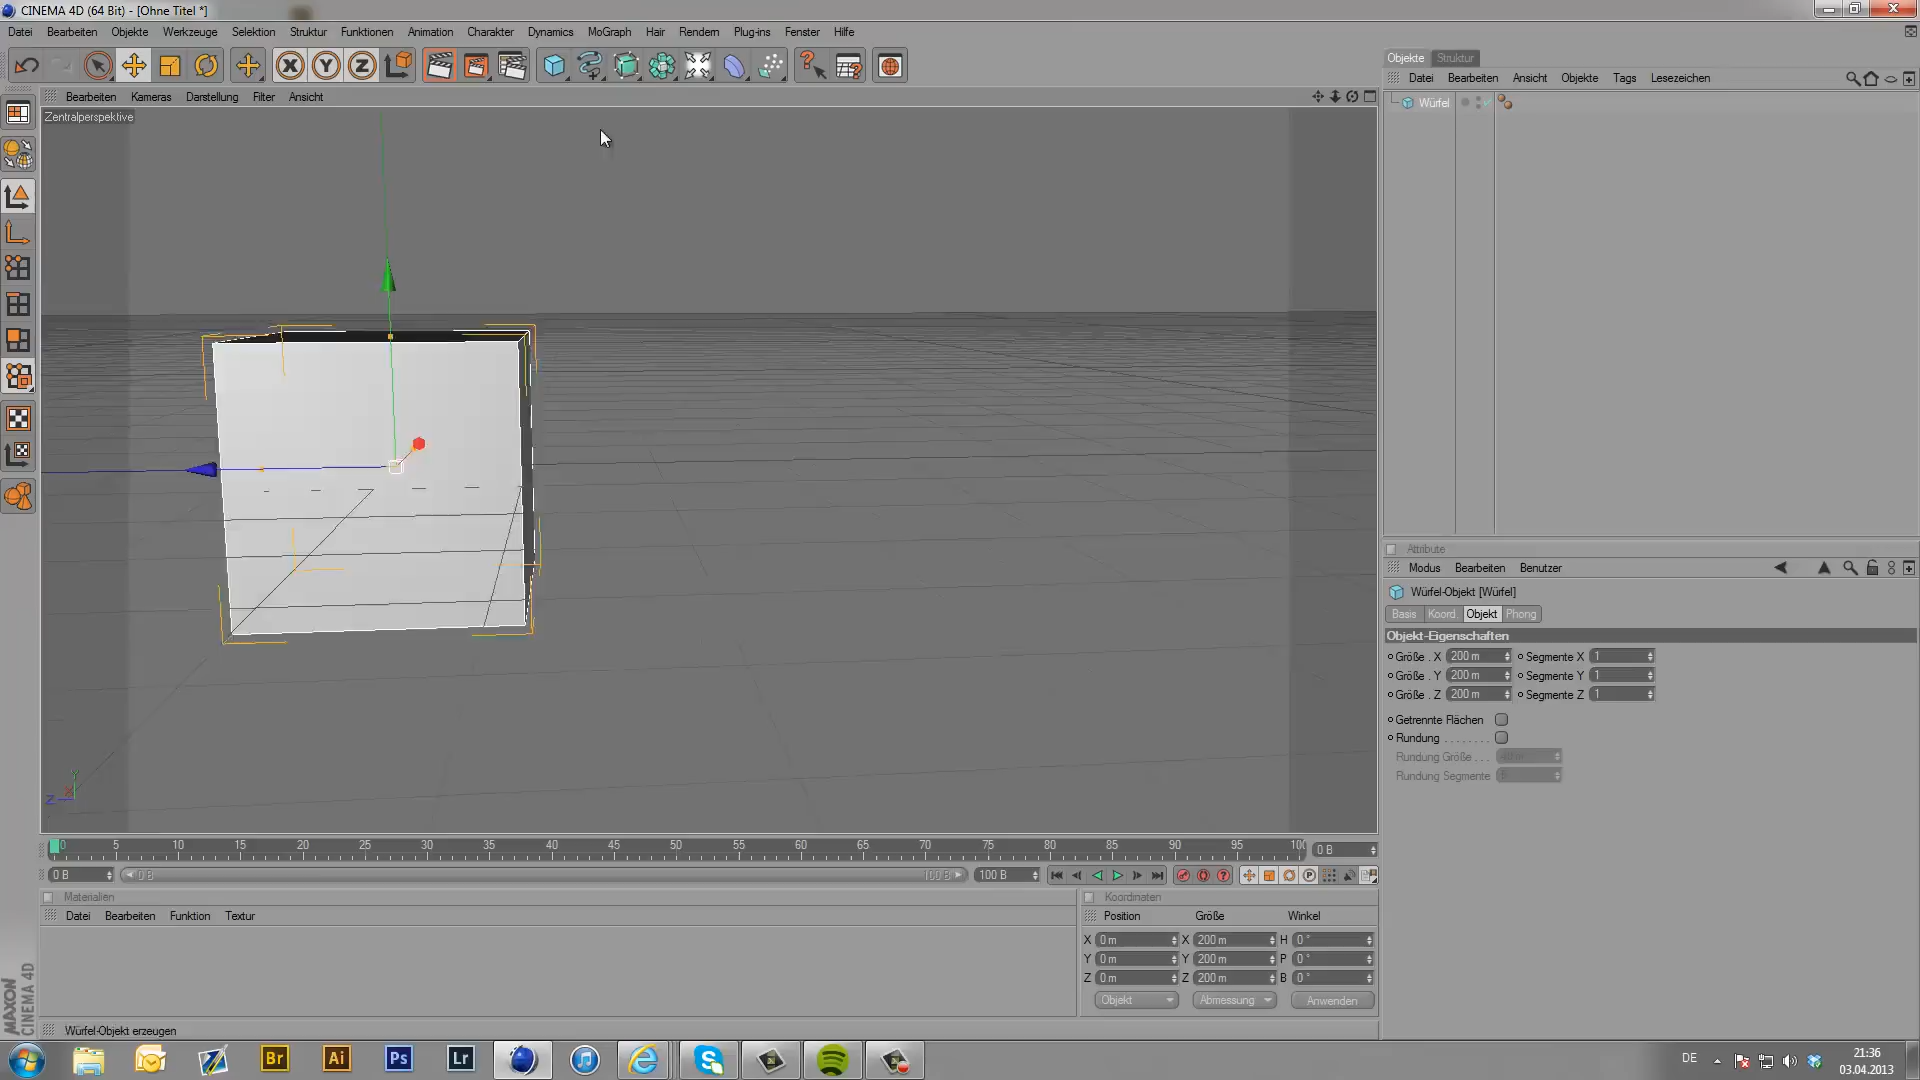 CINEMA 4D (64 Bit) - [Ohne Titel *]
Datei Bearbeiten Objekte Werkzeuge Selektion Struktur Funktionen Animation Charakter Dynamics MoGraph Hair Rendern Plug-ins Fenster Hilfe
X Y Z
Objekte Struktur
Datei Bearbeiten Ansicht Objekte Tags Lesezeichen
Bearbeiten Kameras Darstellung Filter Ansicht
Würfel
Zentralperspektive
Attribute
Modus Bearbeiten Benutzer
Würfel-Objekt [Würfel]
Basis Koord. Objekt Phong
Objekt-Eigenschaften
Größe . X 200 m Segmente X 1
Größe . Y 200 m Segmente Y 1
Größe . Z 200 m Segmente Z 1
Getrennte Flächen
Rundung . . . . . . . .
Rundung Größe . . .
Rundung Segmente
Y
X
Z
0 5 10 15 20 25 30 35 40 45 50 55 60 65 70 75 80 85 90 95 100 0 B
0 B 0 B 100 B 100 B
Materialien
Datei Bearbeiten Funktion Textur
Koordinaten
Position Größe Winkel
X 0 m X 200 m H 0 °
Y 0 m Y 200 m P 0 °
Z 0 m Z 200 m B 0 °
Objekt Abmessung Anwenden
MAXON
CINEMA 4D
Würfel-Objekt erzeugen
Br Ai Ps Lr
DE
21:36
03.04.2013